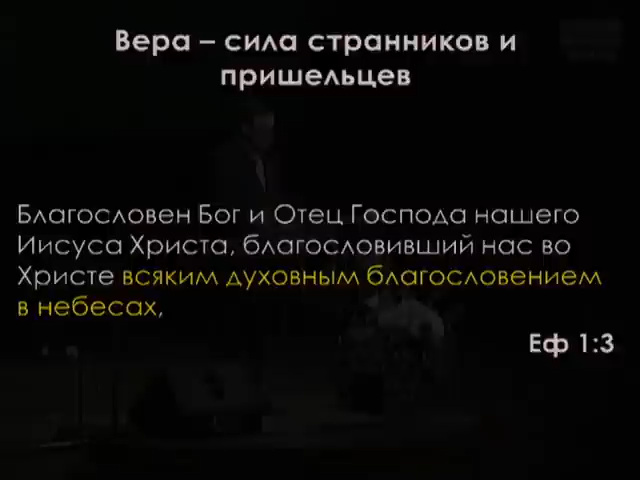 Вера – сила странников и
пришельцев
Благословен Бог и Отец Господа нашего
Иисуса Христа, благословивший нас во
Христе всяким духовным благословением
в небесах,
Еф 1:3